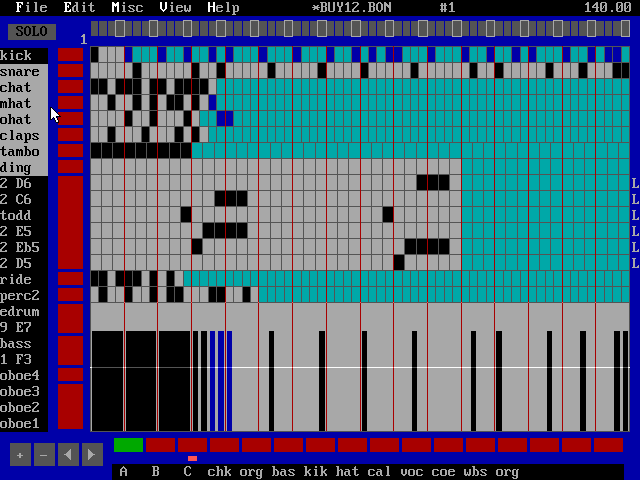 File Edit Misc View Help *BUY12.BON #1 140.00
SOLO
1
kick
snare
chat
mhat
ohat
claps
tambo
ding
2 D6 L
2 C6 L
todd L
2 E5 L
2 Eb5 L
2 D5 L
ride
perc2
edrum
9 E7
bass
1 F3
oboe4
oboe3
oboe2
oboe1
+ -
A B C chk org bas kik hat cal voc coe wbs org